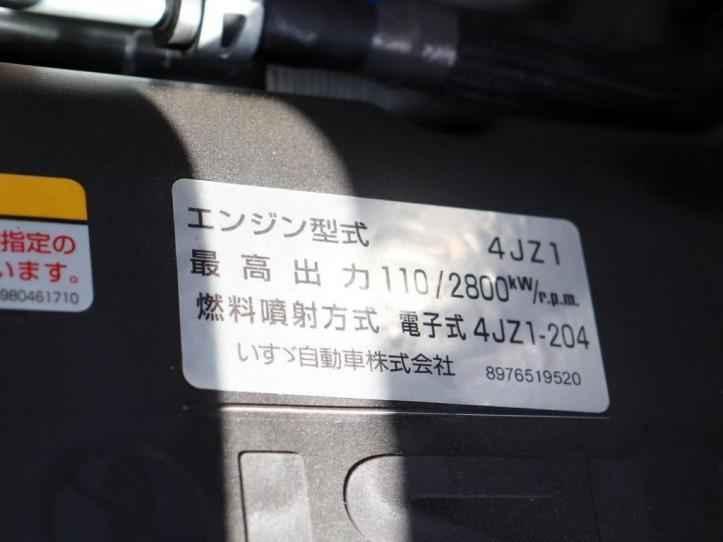 指定の
います。
980461710
エンジン型式 4JZ1
最高出力 110/2800kW/r.p.m.
燃料噴射方式 電子式 4JZ1-204
いすゞ自動車株式会社 8976519520